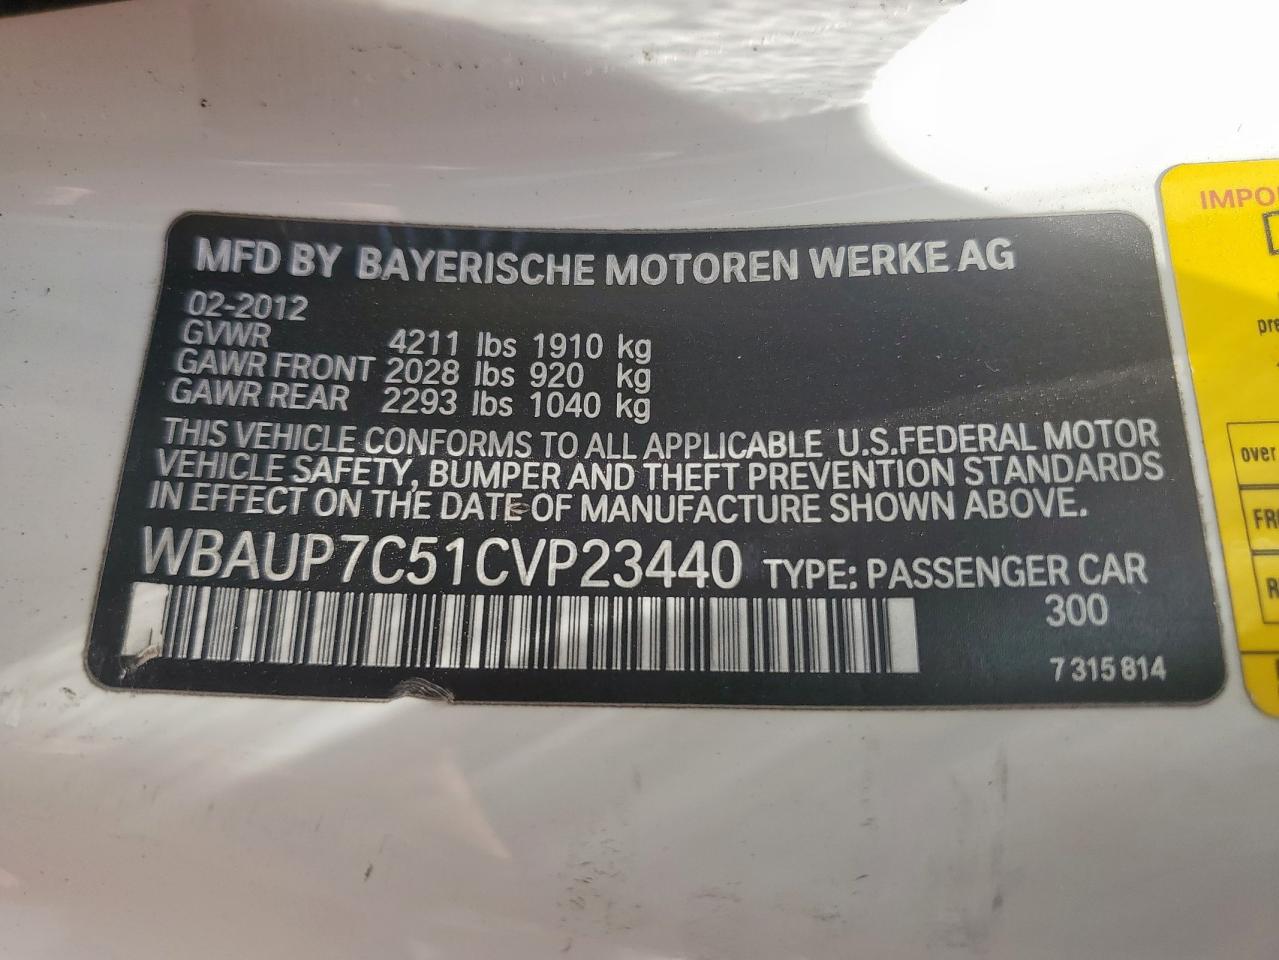 MFD BY BAYERISCHE MOTOREN WERKE AG
02-2012
GVWR 4211 lbs 1910 kg
GAWR FRONT 2028 lbs 920 kg
GAWR REAR 2293 lbs 1040 kg
THIS VEHICLE CONFORMS TO ALL APPLICABLE U.S.FEDERAL MOTOR
VEHICLE SAFETY, BUMPER AND THEFT PREVENTION STANDARDS
IN EFFECT ON THE DATE OF MANUFACTURE SHOWN ABOVE.
WBAUP7C51CVP23440 TYPE: PASSENGER CAR
300
7 315 814
over